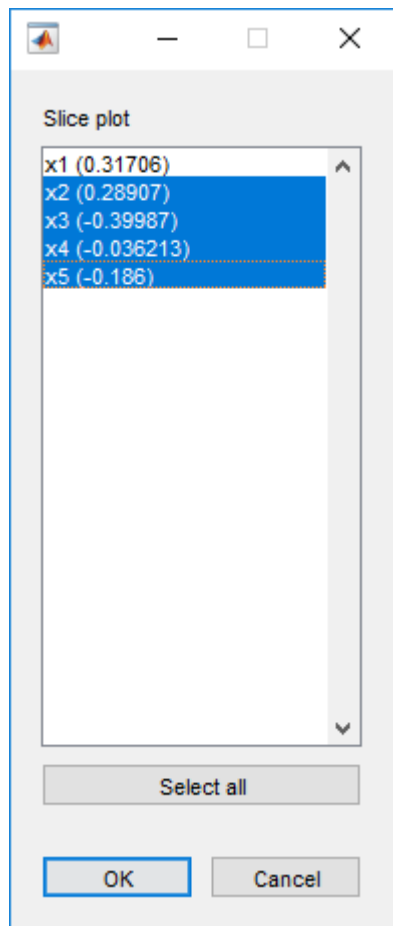 Slice plot
x1 (0.31706)
x2 (0.28907)
x3 (-0.39987)
x4 (-0.036213)
x5 (-0.186)
Select all
OK
Cancel